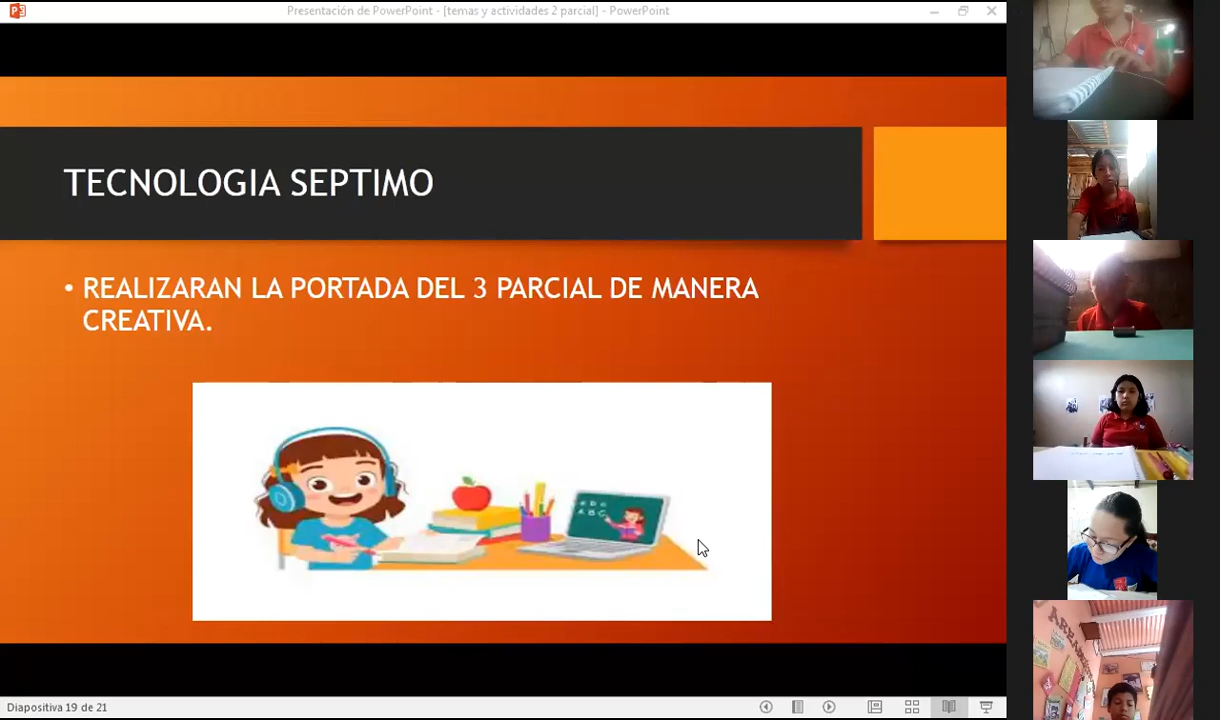 Presentación de PowerPoint - [temas y actividades 2 parcial] - PowerPoint
TECNOLOGIA SEPTIMO
• REALIZARAN LA PORTADA DEL 3 PARCIAL DE MANERA
CREATIVA.
A B C
Diapositiva 19 de 21